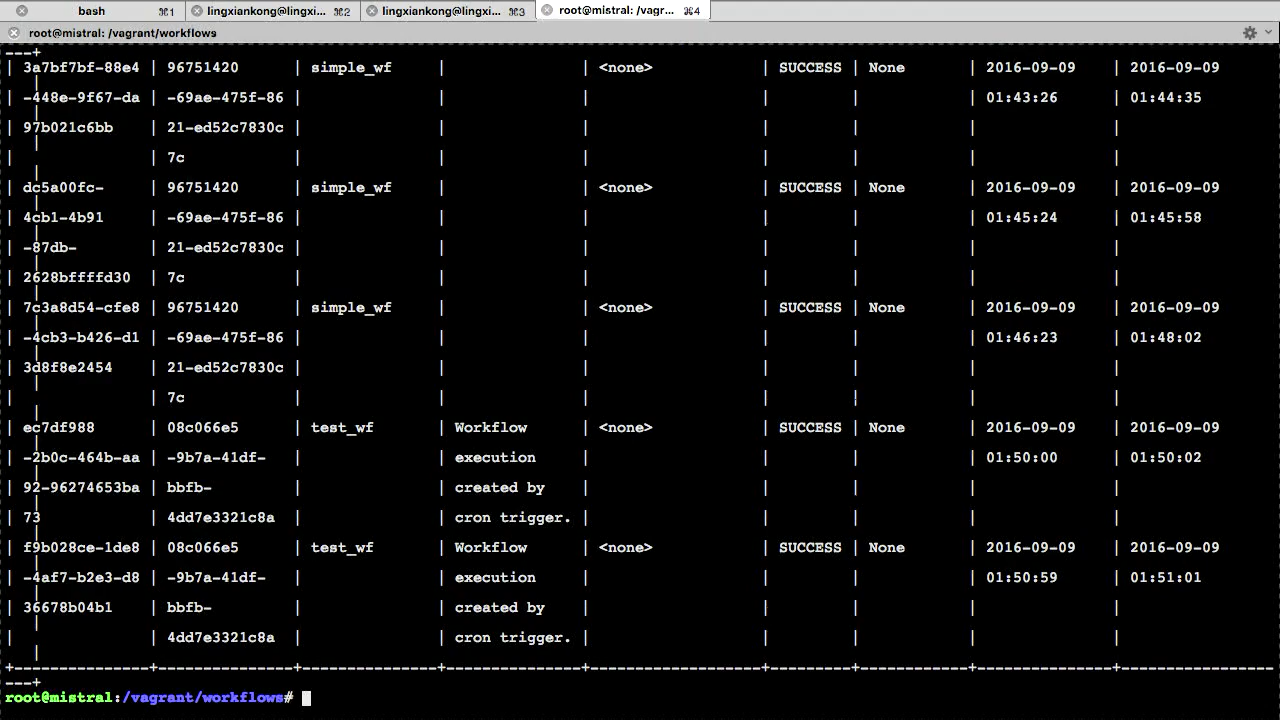 bash ⌘1 lingxiankong@lingxi... ⌘2 lingxiankong@lingxi... ⌘3 root@mistral: /vagr... ⌘4
root@mistral: /vagrant/workflows
---+
| 3a7bf7bf-88e4 | 96751420 | simple_wf | | <none> | SUCCESS | None | 2016-09-09 | 2016-09-09
|
| -448e-9f67-da | -69ae-475f-86 | | | | | | 01:43:26 | 01:44:35
|
| 97b021c6bb | 21-ed52c7830c | | | | | | |
|
| | 7c | | | | | | |
|
| dc5a00fc- | 96751420 | simple_wf | | <none> | SUCCESS | None | 2016-09-09 | 2016-09-09
|
| 4cb1-4b91 | -69ae-475f-86 | | | | | | 01:45:24 | 01:45:58
|
| -87db- | 21-ed52c7830c | | | | | | |
|
| 2628bffffd30 | 7c | | | | | | |
|
| 7c3a8d54-cfe8 | 96751420 | simple_wf | | <none> | SUCCESS | None | 2016-09-09 | 2016-09-09
|
| -4cb3-b426-d1 | -69ae-475f-86 | | | | | | 01:46:23 | 01:48:02
|
| 3d8f8e2454 | 21-ed52c7830c | | | | | | |
|
| | 7c | | | | | | |
|
| ec7df988 | 08c066e5 | test_wf | Workflow | <none> | SUCCESS | None | 2016-09-09 | 2016-09-09
|
| -2b0c-464b-aa | -9b7a-41df- | | execution | | | | 01:50:00 | 01:50:02
|
| 92-96274653ba | bbfb- | | created by | | | | |
|
| 73 | 4dd7e3321c8a | | cron trigger. | | | | |
|
| f9b028ce-1de8 | 08c066e5 | test_wf | Workflow | <none> | SUCCESS | None | 2016-09-09 | 2016-09-09
|
| -4af7-b2e3-d8 | -9b7a-41df- | | execution | | | | 01:50:59 | 01:51:01
|
| 36678b04b1 | bbfb- | | created by | | | | |
|
| | 4dd7e3321c8a | | cron trigger. | | | | |
|
+---------------+---------------+---------------+---------------+-------------------+---------+------------+---------------+-----------------
---+
root@mistral:/vagrant/workflows#